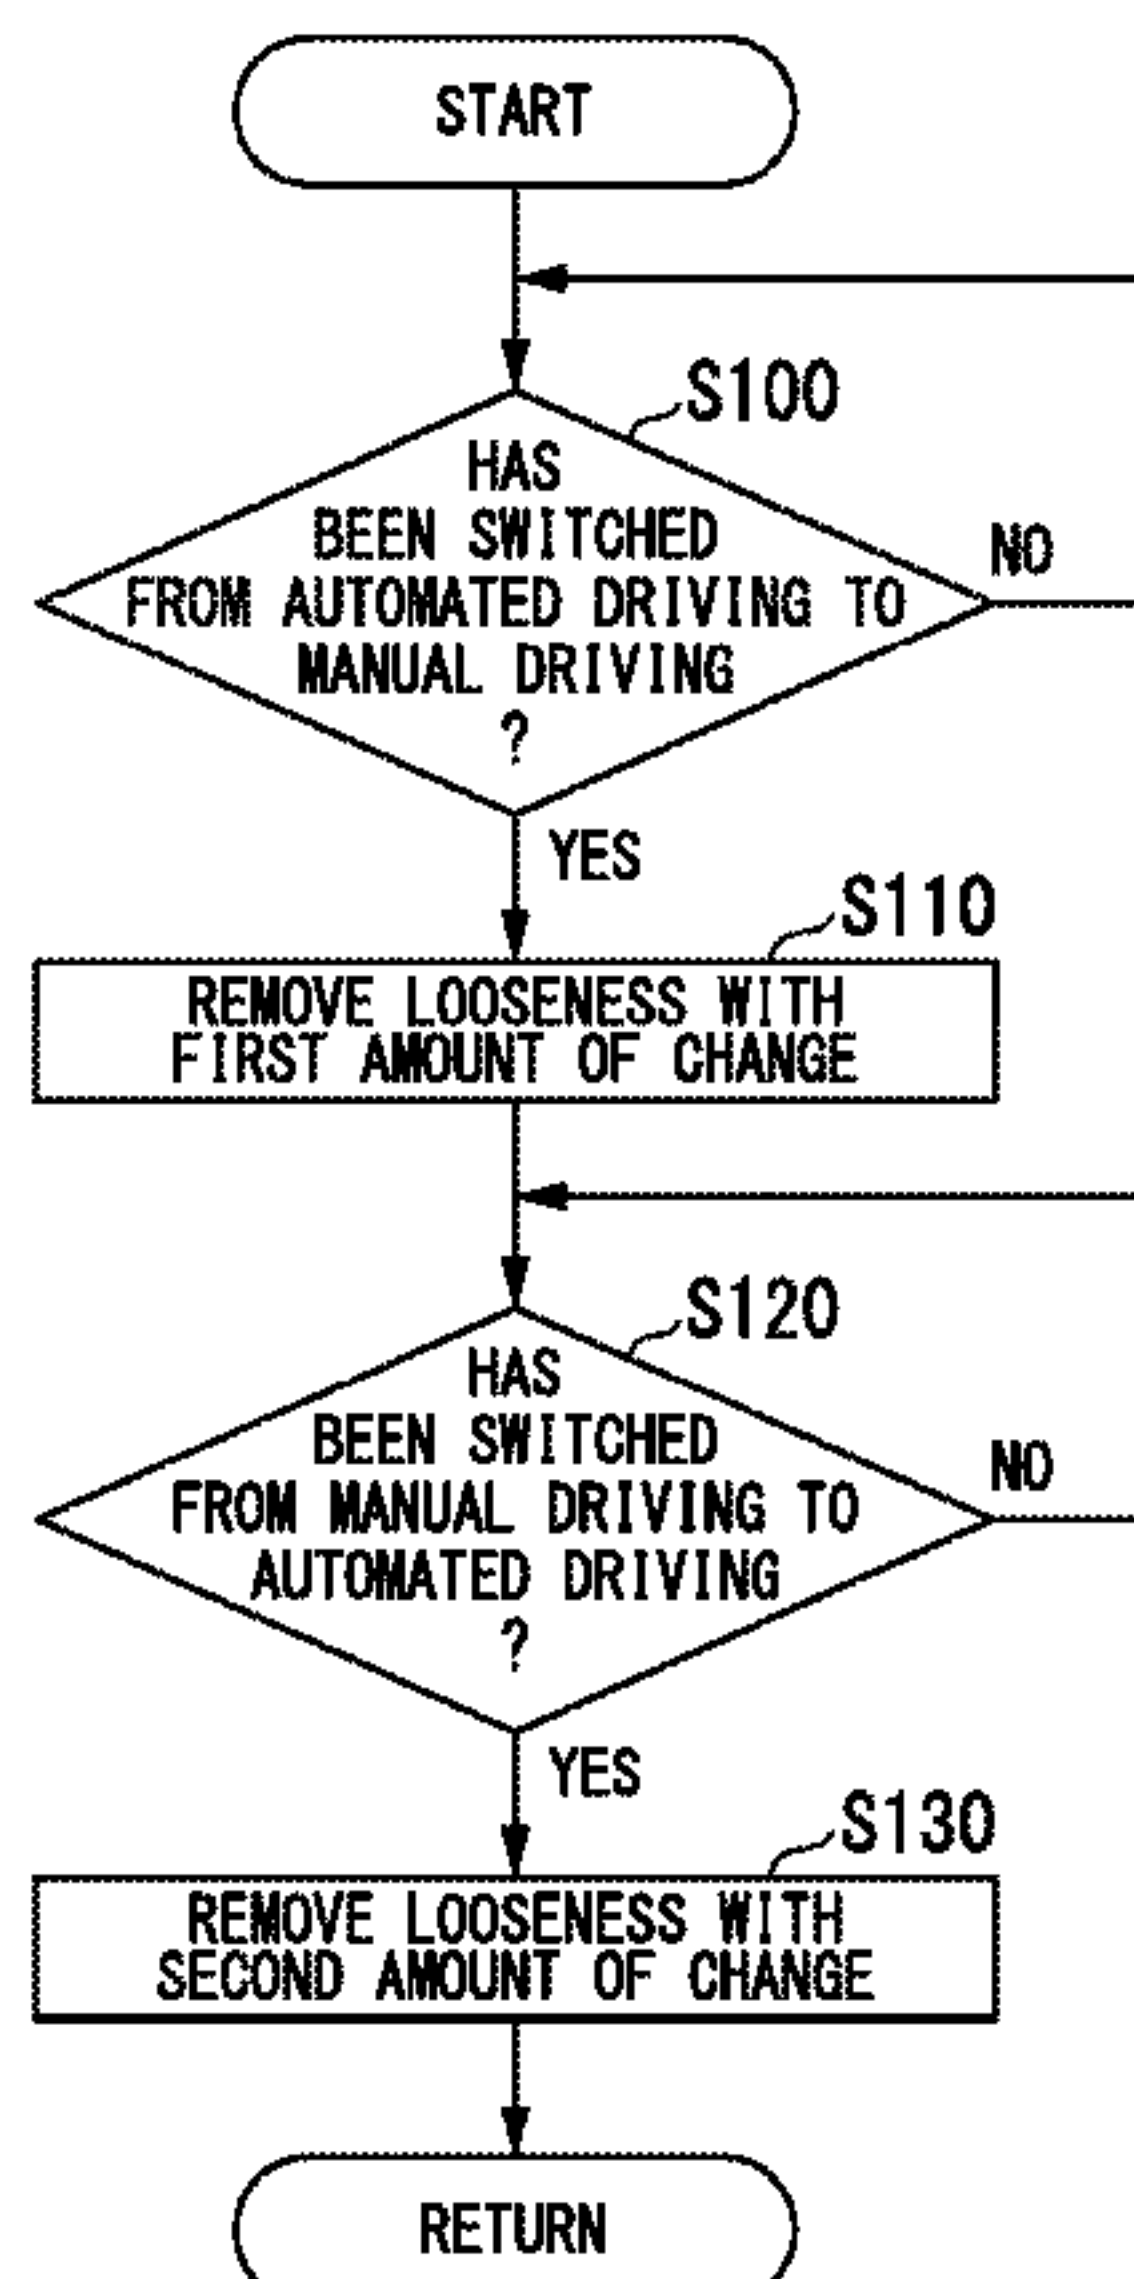 START
S100
HAS
BEEN SWITCHED
FROM AUTOMATED DRIVING TO
MANUAL DRIVING
?
NO
YES
S110
REMOVE LOOSENESS WITH
FIRST AMOUNT OF CHANGE
S120
HAS
BEEN SWITCHED
FROM MANUAL DRIVING TO
AUTOMATED DRIVING
?
NO
YES
S130
REMOVE LOOSENESS WITH
SECOND AMOUNT OF CHANGE
RETURN